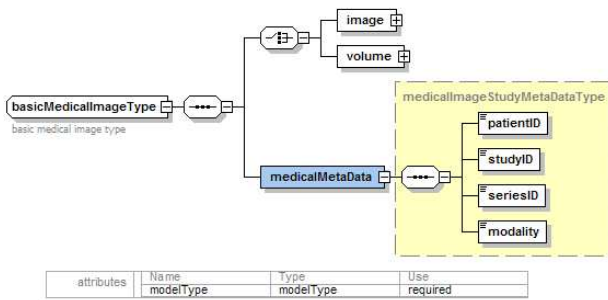 image
volume
basicMedicalImageType
basic medical image type
medicalImageStudyMetaDataType
patientID
studyID
medicalMetaData
seriesID
modality
attributes Name Type Use
modelType modelType required